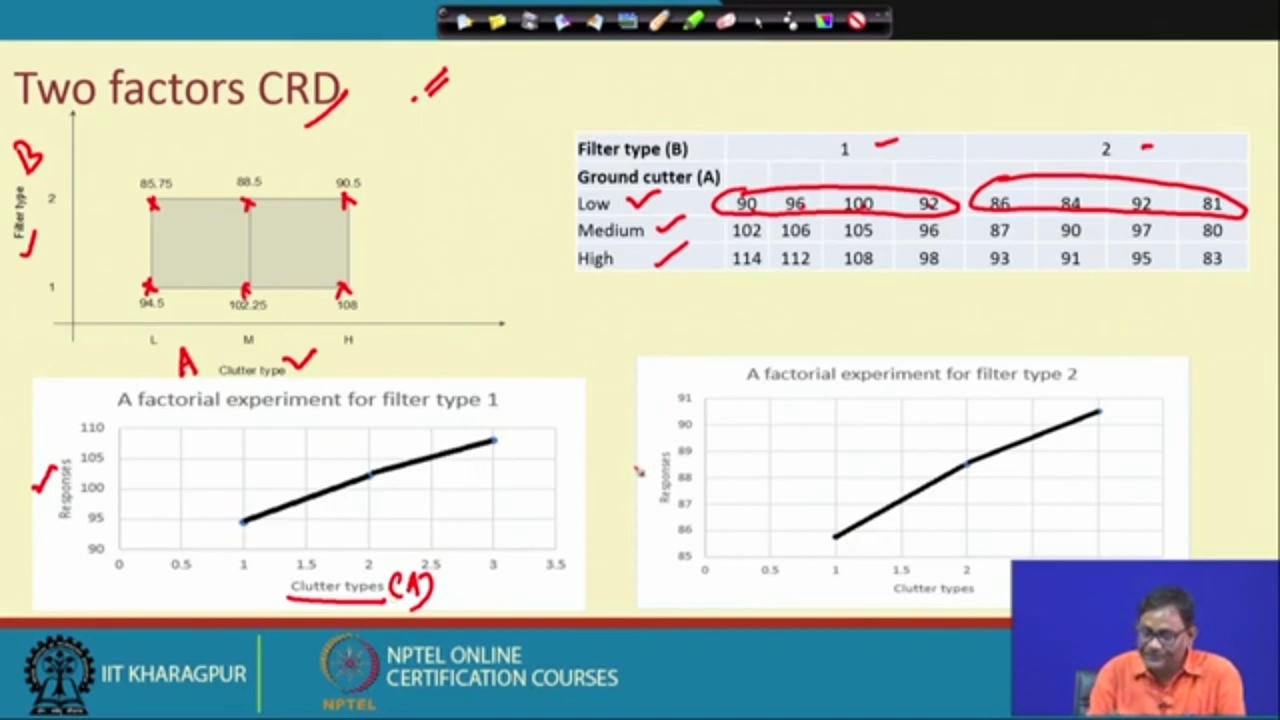 Two factors CRD
B
Filter type
2
1
85.75 88.5 90.5
94.5 102.25 108
L M H
A
Clutter type
Filter type (B) 1 2
Ground cutter (A)
Low 90 96 100 92 86 84 92 81
Medium 102 106 105 96 87 90 97 80
High 114 112 108 98 93 91 95 83
A factorial experiment for filter type 1
Responses
110
105
100
95
90
0 0.5 1 1.5 2 2.5 3 3.5
Clutter types (A)
A factorial experiment for filter type 2
Responses
91
90
89
88
87
86
85
0 0.5 1 1.5 2
Clutter types
IIT KHARAGPUR
NPTEL
NPTEL ONLINE
CERTIFICATION COURSES